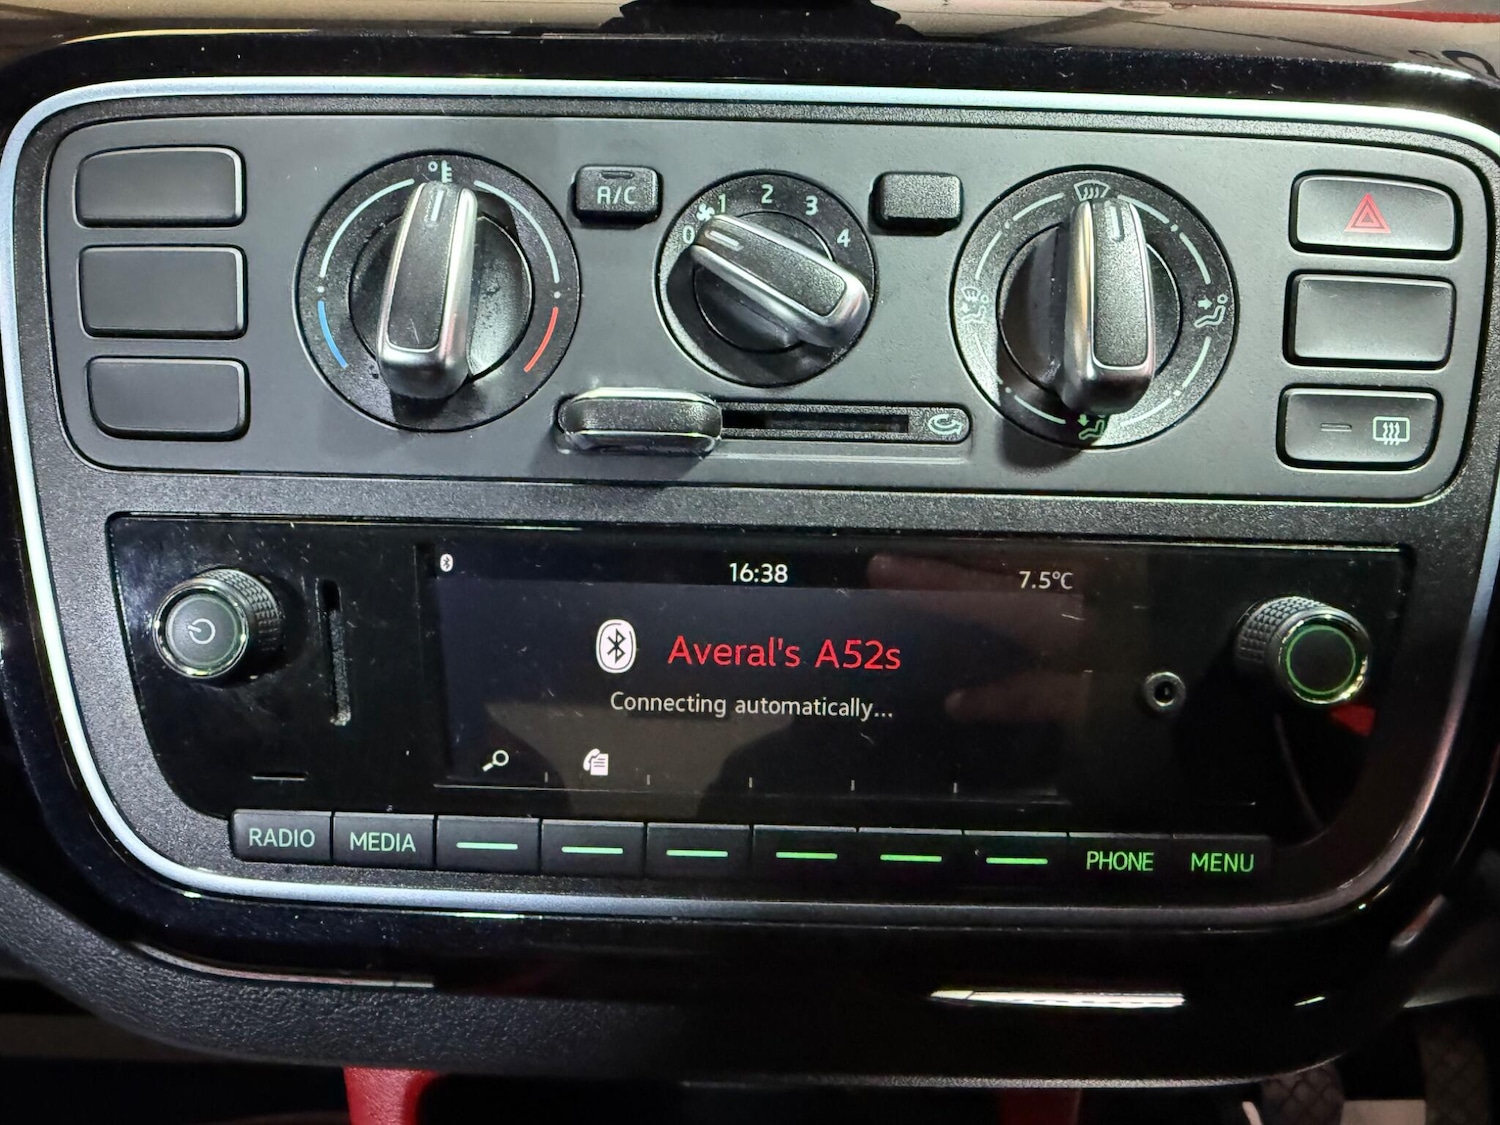 A/C
0 1 2 3 4
16:38 7.5°C
Averal's A52s
Connecting automatically...
RADIO MEDIA PHONE MENU